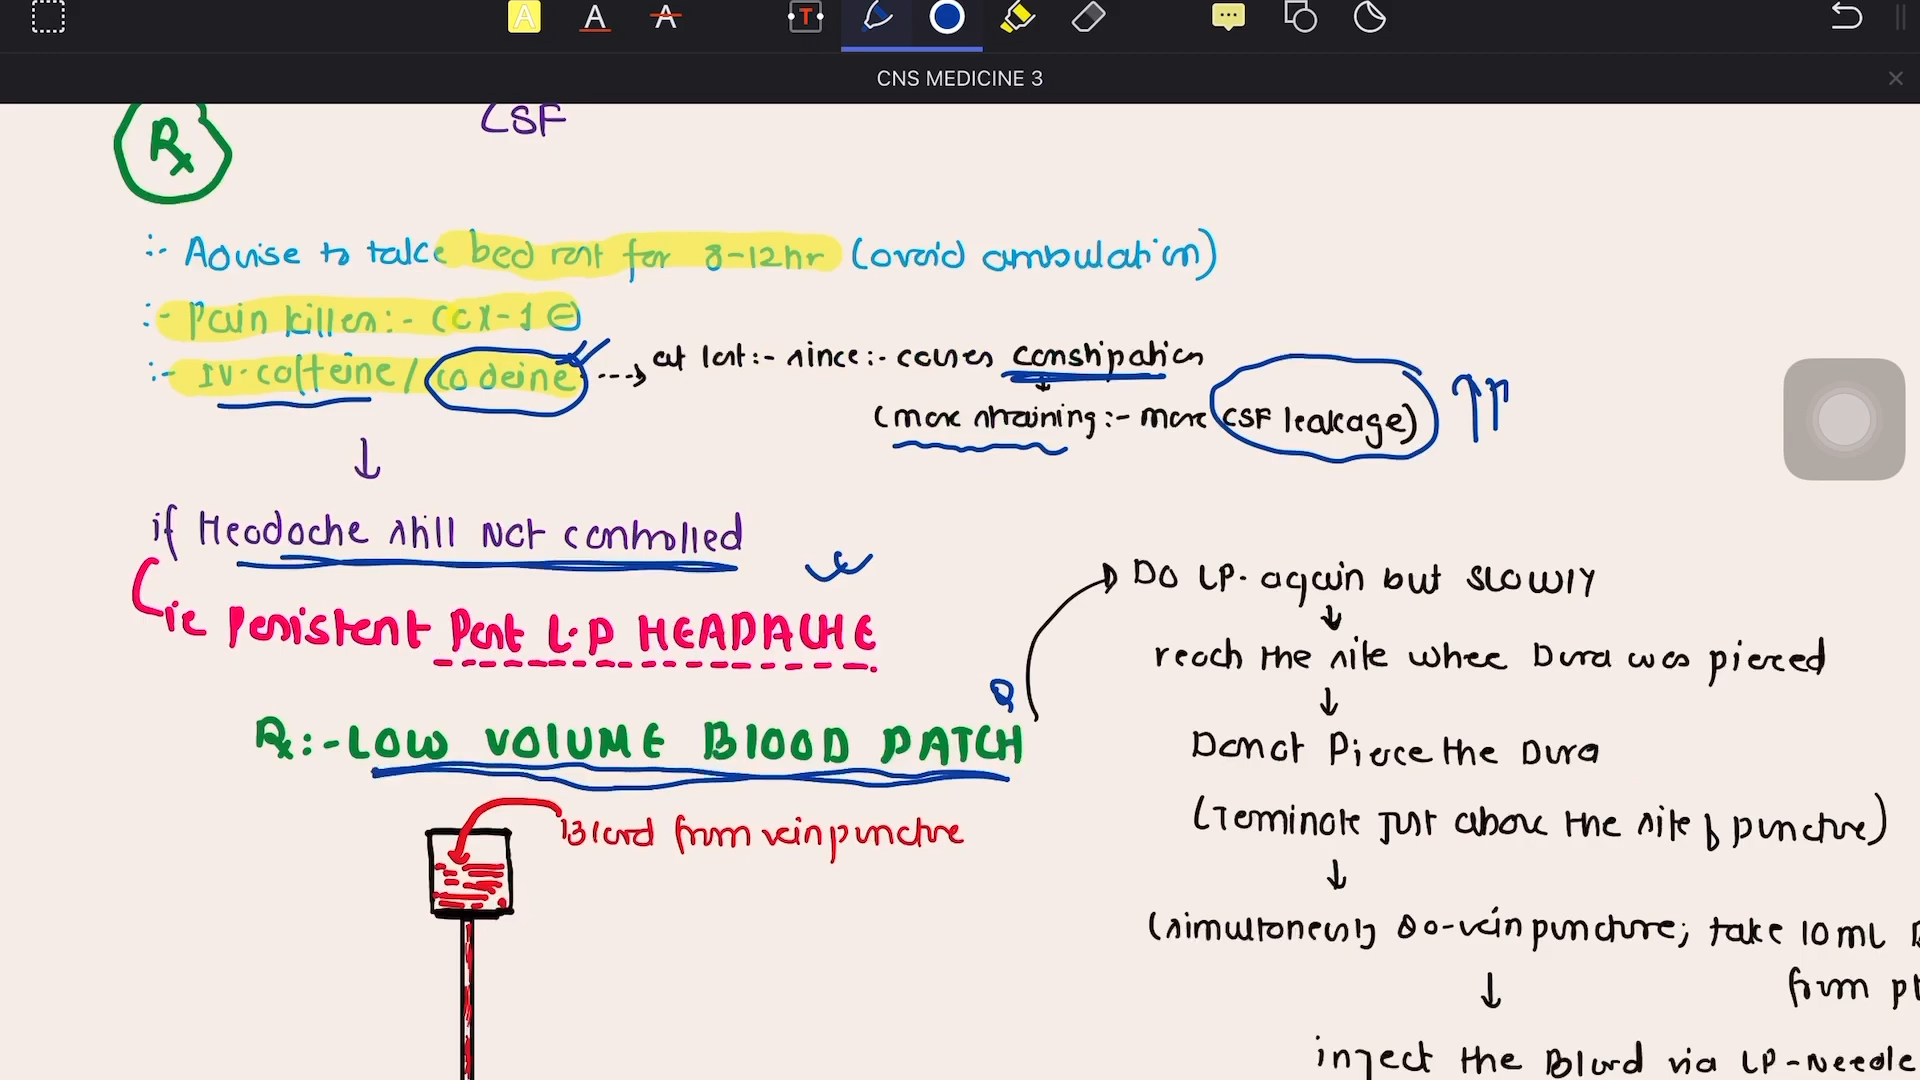 CNS MEDICINE 3
Rx
CSF
:- Advise to take bed rest for 8-12hr (avoid ambulation)
:- Pain killer:- COX-1 ⊖
:- IV. caffeine / codeine ---> at last:- since:- causes constipation
(more straining:- more CSF leakage) ↑↑
↓
if Headache still Not controlled
ie Persistent Post L.P HEADACHE
Rx:- LOW VOLUME BLOOD PATCH
Blood from vein puncture
Do LP. again but slowly
↓
reach the site where Dura was pierced
↓
Donot Pierce the Dura
(Terminate Just above the site of puncture)
↓
(simultaneously Do-vein puncture; take 10mL
from pt
↓
inject the Blood via LP-Needle